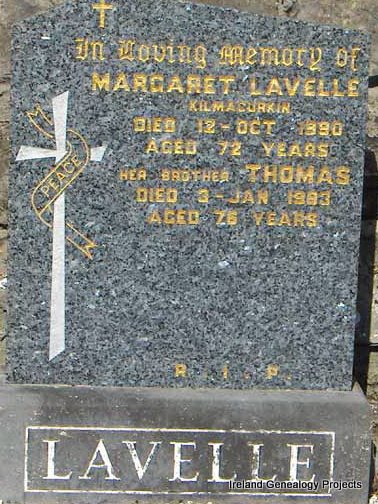 In Loving Memory of
MARGARET LAVELLE
KILMACURKIN
DIED 12-OCT 1990
AGED 72 YEARS
HER BROTHER THOMAS
DIED 3-JAN 1993
AGED 76 YEARS
PEACE
R. I. P.
LAVELLE
Ireland Genealogy Projects